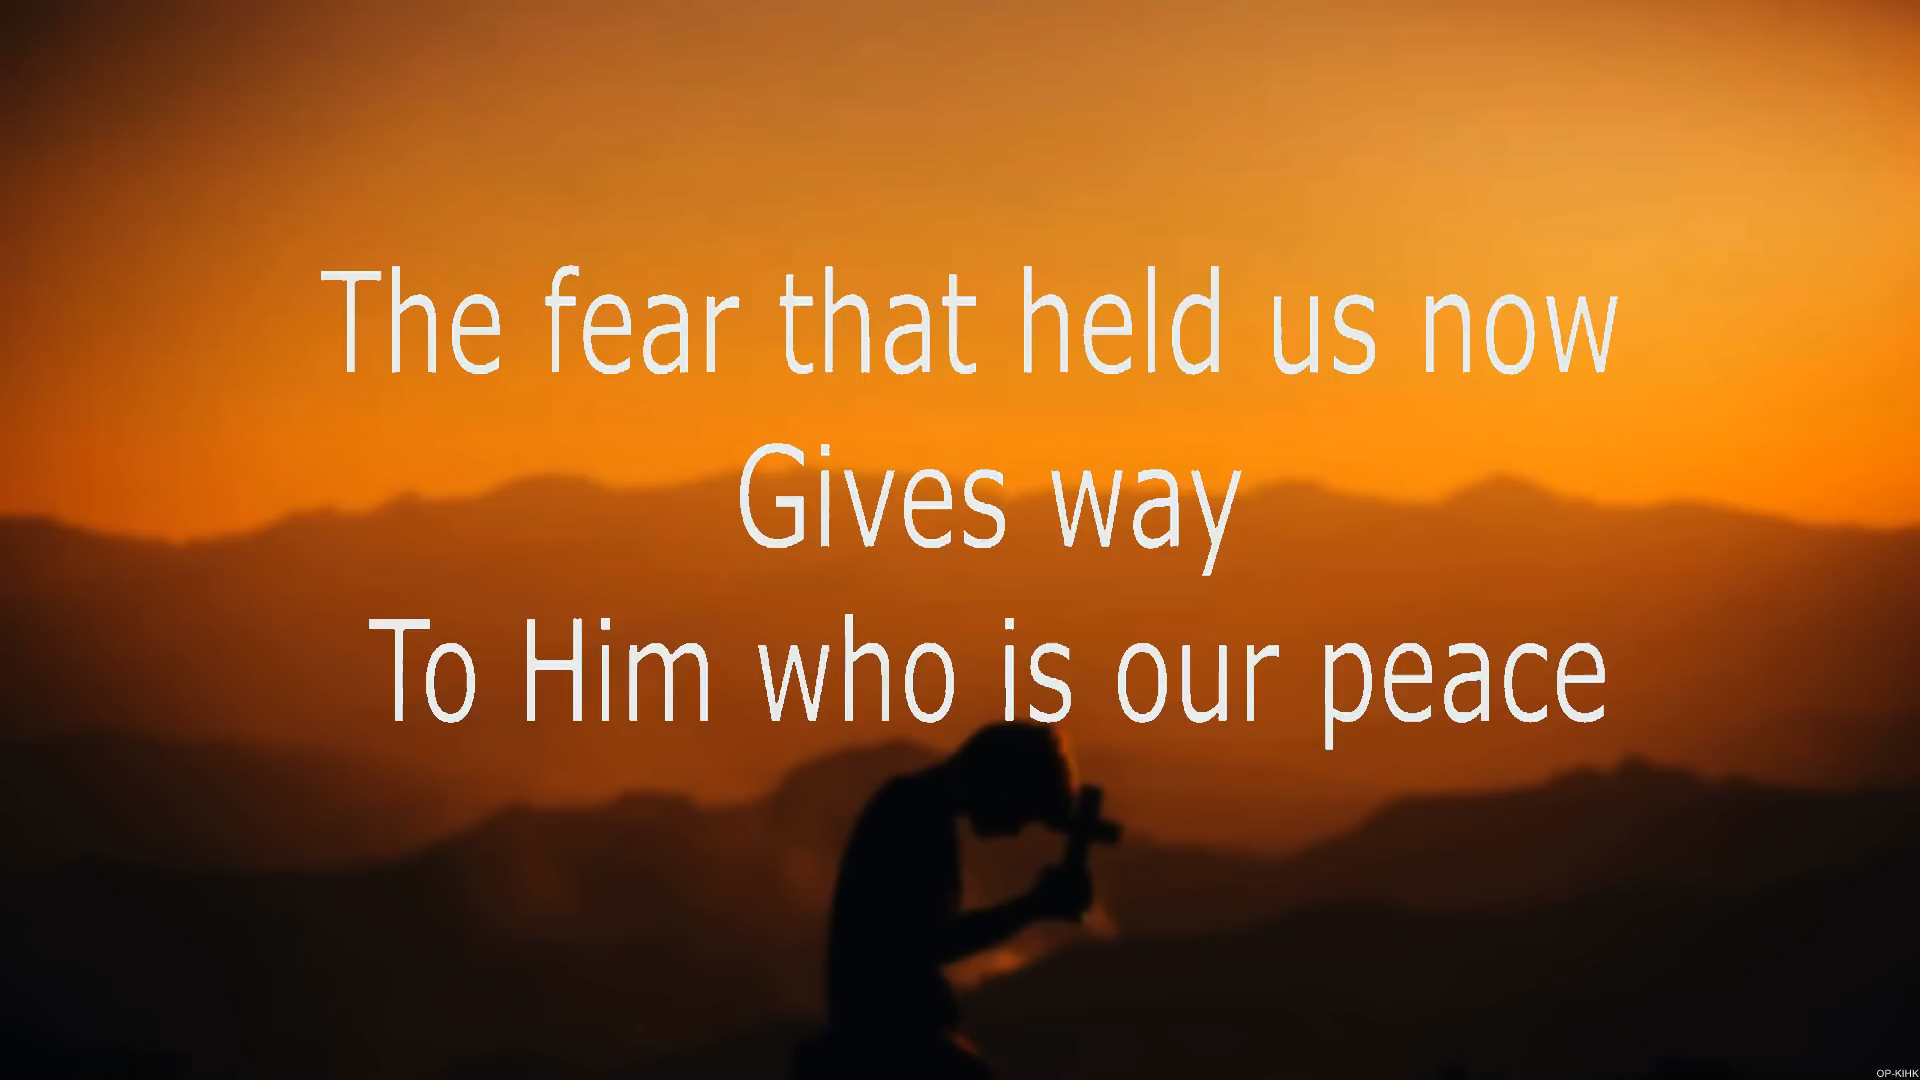 The fear that held us now
Gives way
To Him who is our peace
OP-KIHK